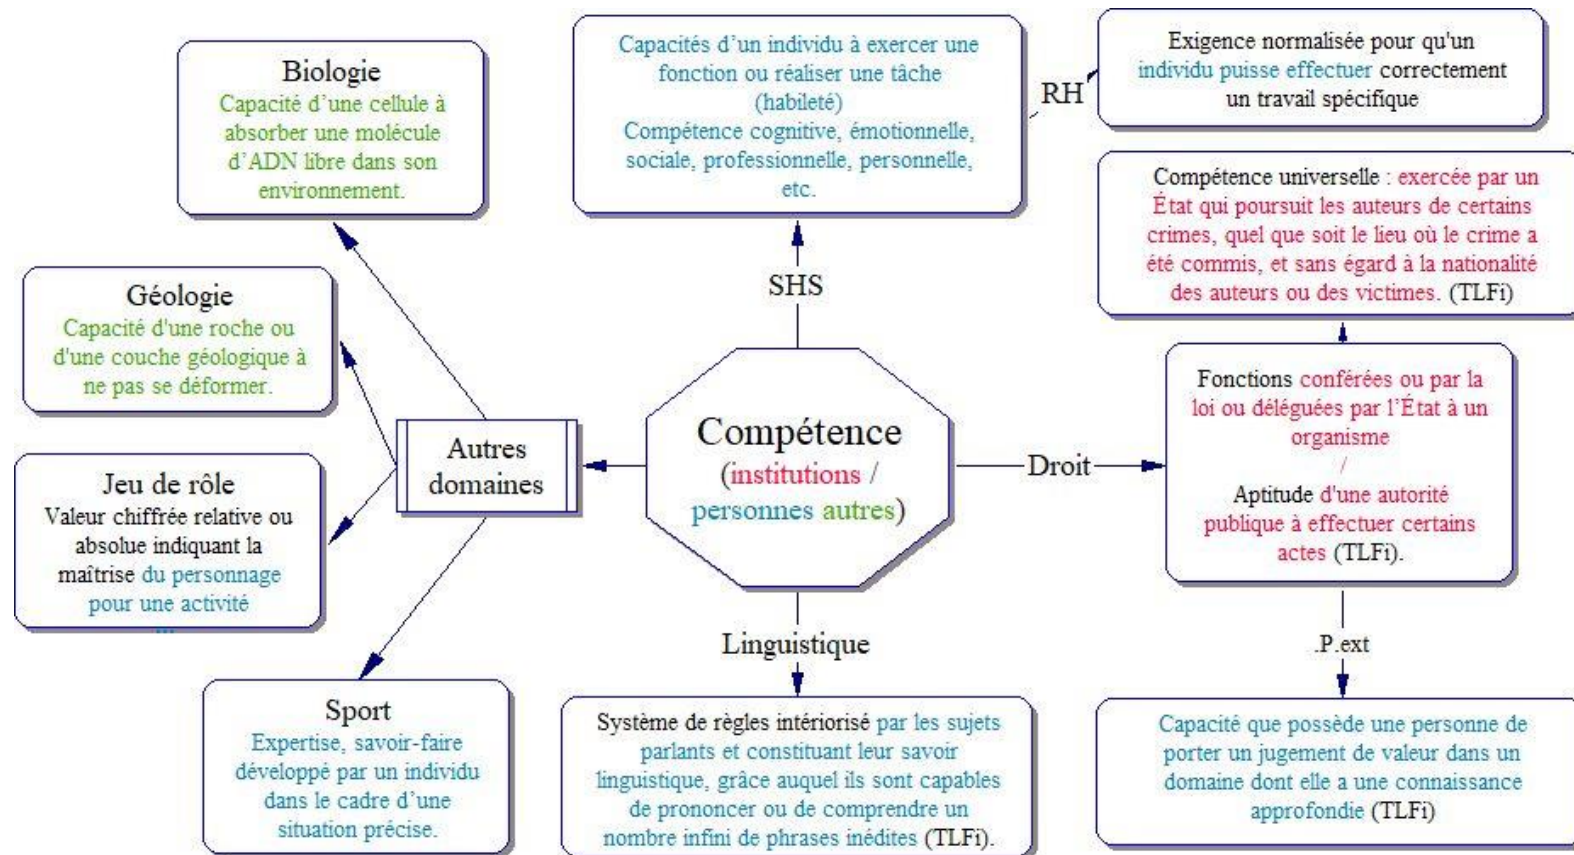 Biologie
Capacité d’une cellule à
absorber une molécule
d’ADN libre dans son
environnement.
Géologie
Capacité d'une roche ou
d'une couche géologique à
ne pas se déformer.
Jeu de rôle
Valeur chiffrée relative ou
absolue indiquant la
maîtrise du personnage
pour une activité
...
Sport
Expertise, savoir-faire
développé par un individu
dans le cadre d’une
situation précise.
Autres
domaines
Capacités d’un individu à exercer une
fonction ou réaliser une tâche
(habileté)
Compétence cognitive, émotionnelle,
sociale, professionnelle, personnelle,
etc.
SHS
Compétence
(institutions /
personnes autres)
Linguistique
Système de règles intériorisé par les sujets
parlants et constituant leur savoir
linguistique, grâce auquel ils sont capables
de prononcer ou de comprendre un
nombre infini de phrases inédites (TLFi).
RH
Exigence normalisée pour qu'un
individu puisse effectuer correctement
un travail spécifique
Compétence universelle : exercée par un
État qui poursuit les auteurs de certains
crimes, quel que soit le lieu où le crime a
été commis, et sans égard à la nationalité
des auteurs ou des victimes. (TLFi)
Droit
Fonctions conférées ou par la
loi ou déléguées par l’État à un
organisme
/
Aptitude d'une autorité
publique à effectuer certains
actes (TLFi).
.P.ext
Capacité que possède une personne de
porter un jugement de valeur dans un
domaine dont elle a une connaissance
approfondie (TLFi)